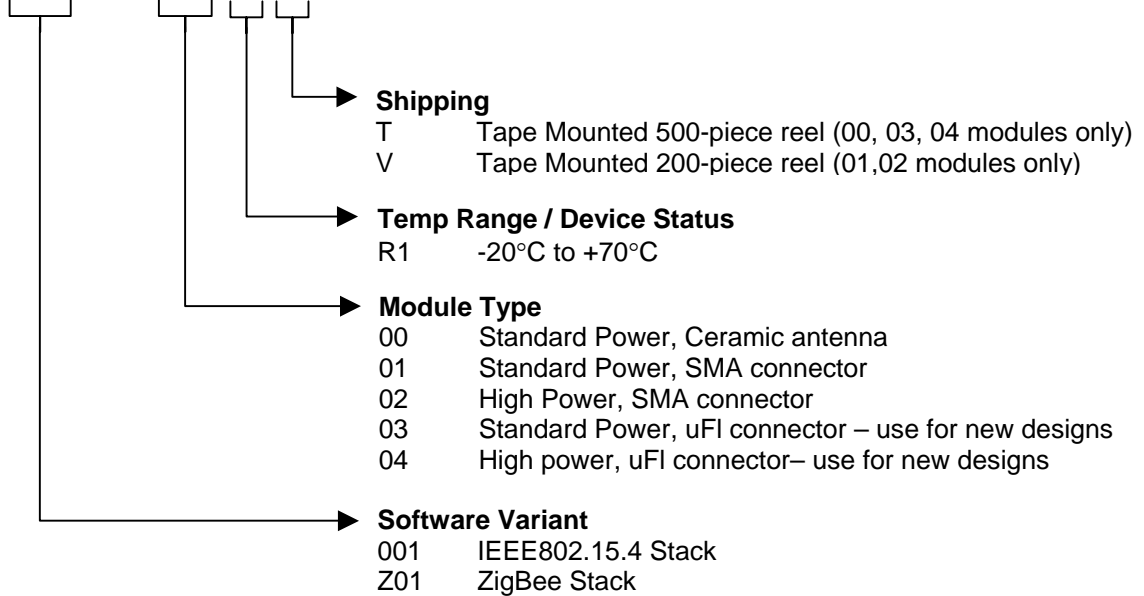 Shipping
T Tape Mounted 500-piece reel (00, 03, 04 modules only)
V Tape Mounted 200-piece reel (01,02 modules only)
Temp Range / Device Status
R1 -20°C to +70°C
Module Type
00 Standard Power, Ceramic antenna
01 Standard Power, SMA connector
02 High Power, SMA connector
03 Standard Power, uFl connector – use for new designs
04 High power, uFl connector– use for new designs
Software Variant
001 IEEE802.15.4 Stack
Z01 ZigBee Stack